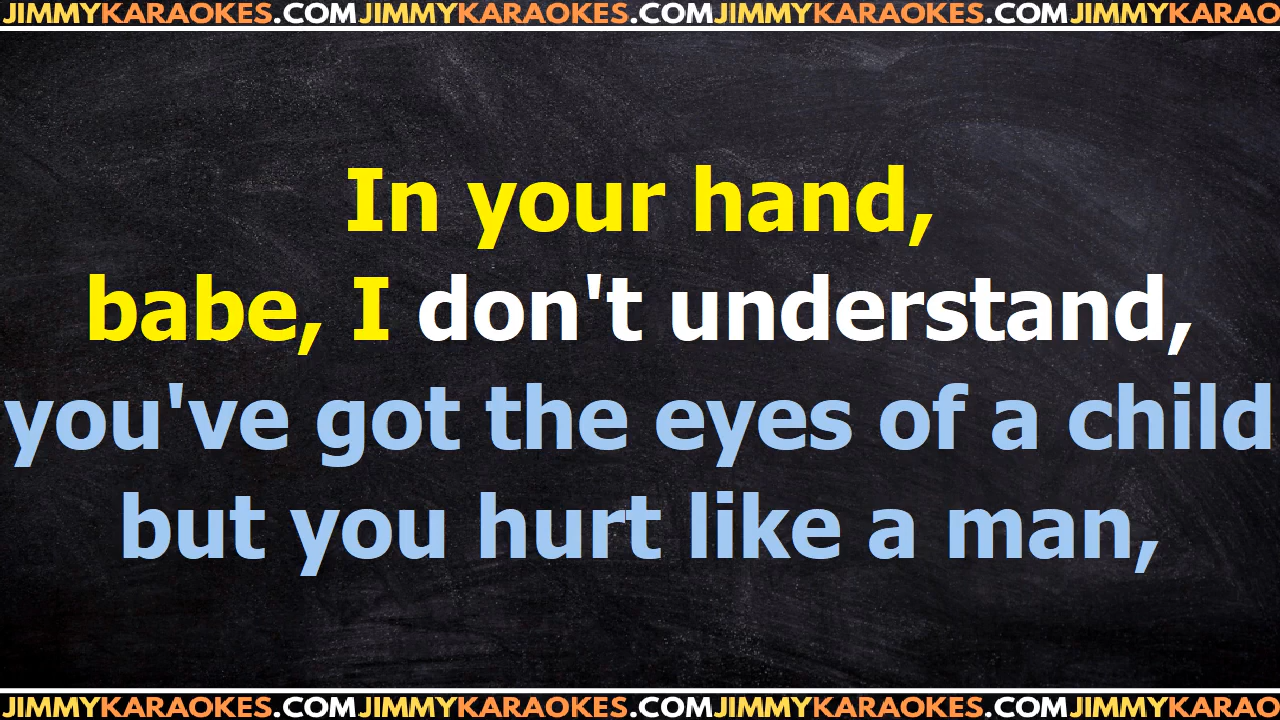 JIMMYKARAOKES.COMJIMMYKARAOKES.COMJIMMYKARAOKES.COMJIMMYKARAO
In your hand,
babe, I don't understand,
you've got the eyes of a child
but you hurt like a man,
JIMMYKARAOKES.COMJIMMYKARAOKES.COMJIMMYKARAOKES.COMJIMMYKARAO